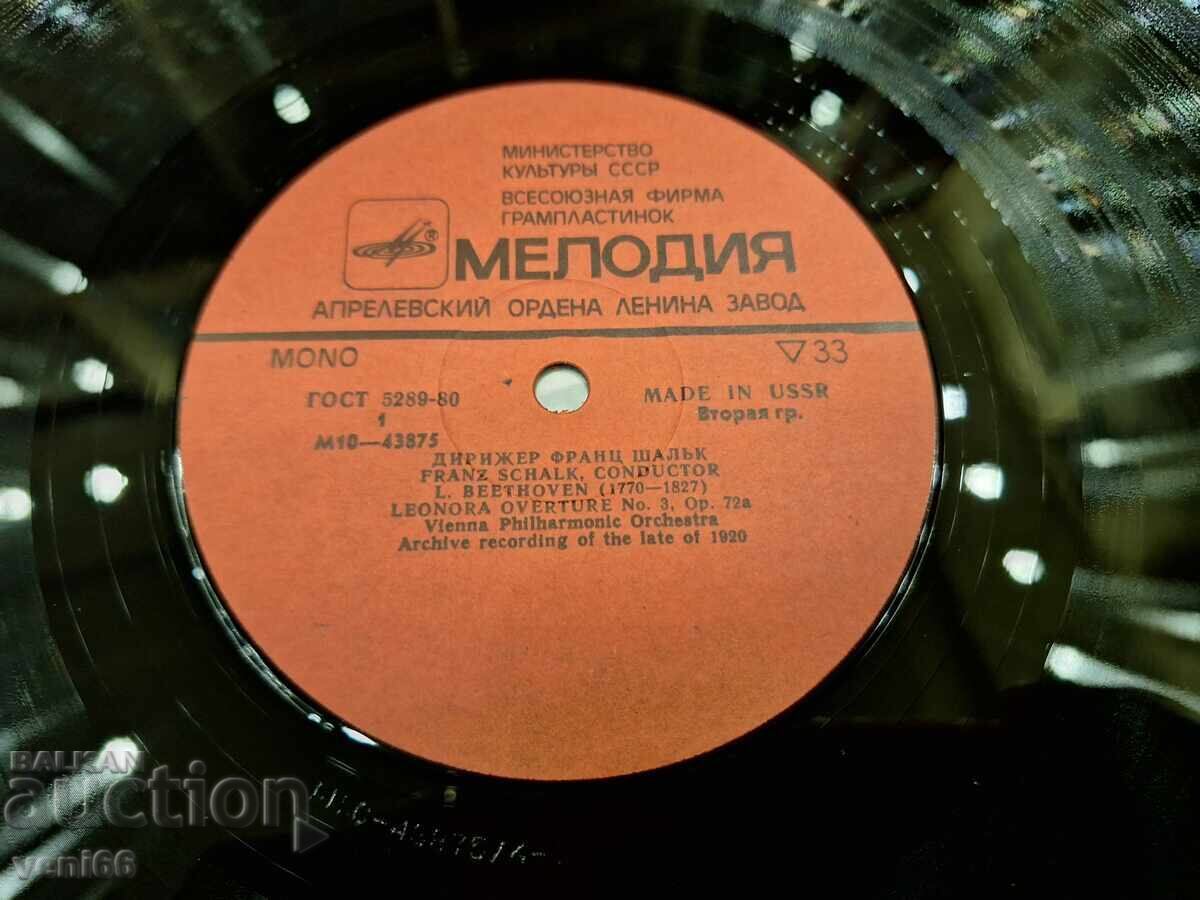 МИНИСТЕРСТВО
КУЛЬТУРЫ СССР
ВСЕСОЮЗНАЯ ФИРМА
ГРАМПЛАСТИНОК
®
МЕЛОДИЯ
АПРЕЛЕВСКИЙ ОРДЕНА ЛЕНИНА ЗАВОД
MONO
▽33
ГОСТ 5289-80
MADE IN USSR
1
Вторая гр.
М10—43875
ДИРИЖЕР ФРАНЦ ШАЛЬК
FRANZ SCHALK, CONDUCTOR
L. BEETHOVEN (1770—1827)
LEONORA OVERTURE No. 3, Op. 72a
Vienna Philharmonic Orchestra
Archive recording of the late of 1920
BALKAN
auction
veni66